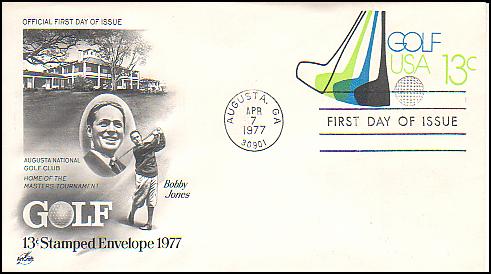 OFFICIAL FIRST DAY OF ISSUE
AUGUSTA NATIONAL
GOLF CLUB
HOME OF THE
MASTERS TOURNAMENT
Bobby
Jones
GOLF
13c Stamped Envelope 1977
AUGUSTA, GA
APR
7
1977
30901
GOLF
USA 13c
FIRST DAY OF ISSUE